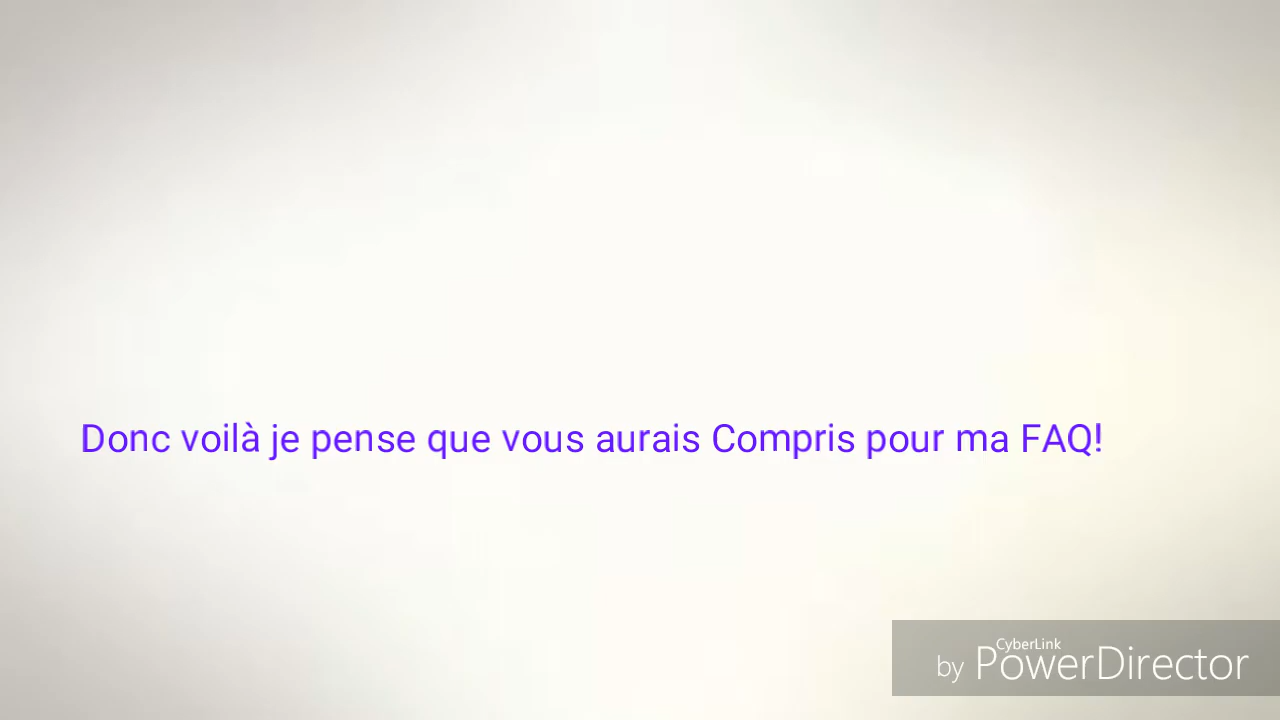 Donc voilà je pense que vous aurais Compris pour ma FAQ!
CyberLink
by PowerDirector